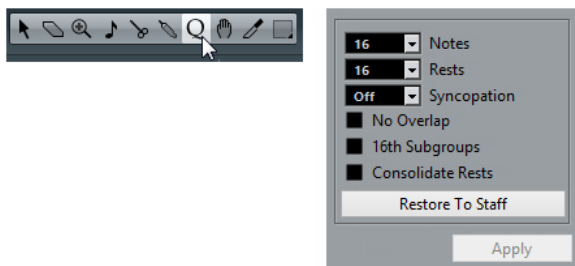 Q
16 Notes
16 Rests
Off Syncopation
No Overlap
16th Subgroups
Consolidate Rests
Restore To Staff
Apply